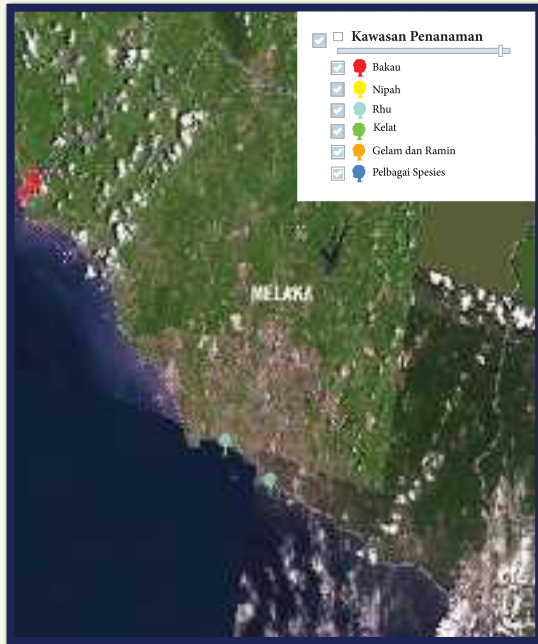 Kawasan Penanaman
Bakau
Nipah
Rhu
Kelat
Gelam dan Ramin
Pelbagai Spesies
MELAKA